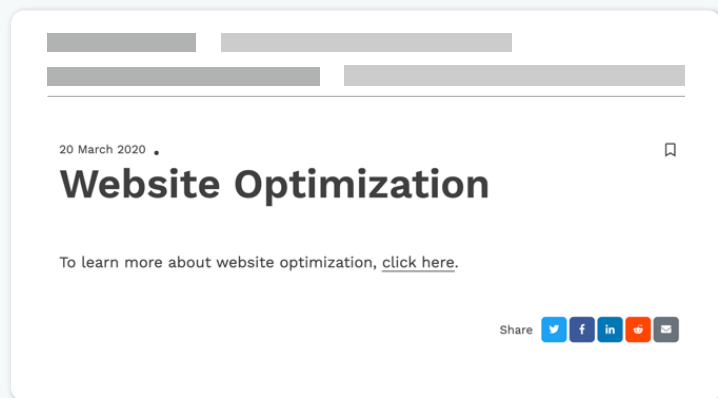 20 March 2020 •
Website Optimization
To learn more about website optimization, click here.
Share